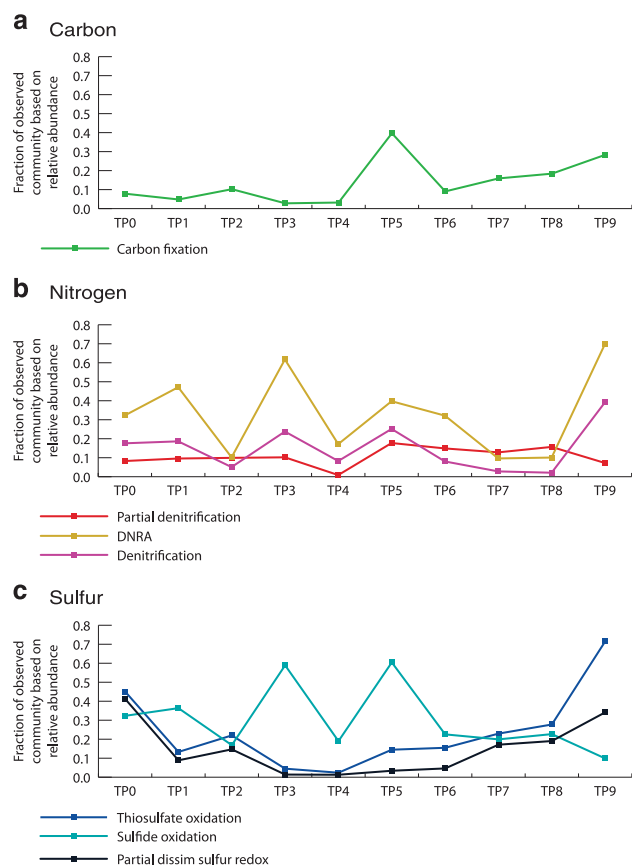 a Carbon
Fraction of observed
community based on
relative abundance
0.8
0.7
0.6
0.5
0.4
0.3
0.2
0.1
0.0
TP0 TP1 TP2 TP3 TP4 TP5 TP6 TP7 TP8 TP9
Carbon fixation
b Nitrogen
Fraction of observed
community based on
relative abundance
0.8
0.7
0.6
0.5
0.4
0.3
0.2
0.1
0.0
TP0 TP1 TP2 TP3 TP4 TP5 TP6 TP7 TP8 TP9
Partial denitrification
DNRA
Denitrification
c Sulfur
Fraction of observed
community based on
relative abundance
0.8
0.7
0.6
0.5
0.4
0.3
0.2
0.1
0.0
TP0 TP1 TP2 TP3 TP4 TP5 TP6 TP7 TP8 TP9
Thiosulfate oxidation
Sulfide oxidation
Partial dissim sulfur redox